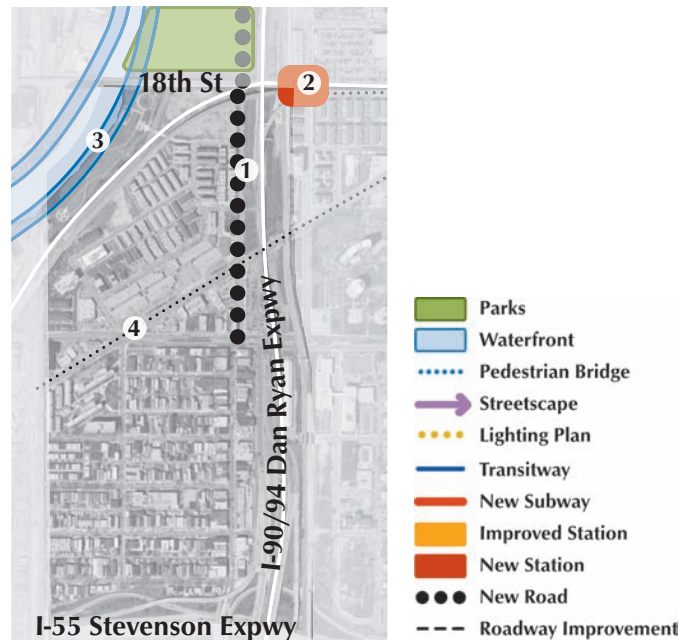 18th St
2
3
1
4
I-90/94 Dan Ryan Expwy
I-55 Stevenson Expwy
Parks
Waterfront
Pedestrian Bridge
Streetscape
Lighting Plan
Transitway
New Subway
Improved Station
New Station
New Road
Roadway Improvement